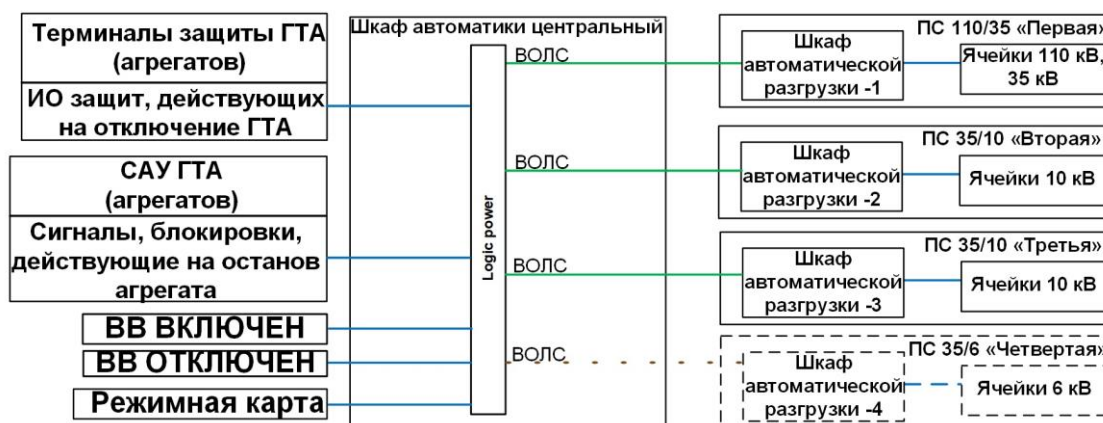 Терминалы защиты ГТА
(агрегатов)
ИО защит, действующих
на отключение ГТА
САУ ГТА
(агрегатов)
Сигналы, блокировки,
действующие на останов
агрегата
ВВ ВКЛЮЧЕН
ВВ ОТКЛЮЧЕН
Режимная карта
Шкаф автоматики центральный
Logic power
ВОЛС
ВОЛС
ВОЛС
ВОЛС
ПС 110/35 «Первая»
Шкаф
автоматической
разгрузки -1
Ячейки 110 кВ,
35 кВ
ПС 35/10 «Вторая»
Шкаф
автоматической
разгрузки -2
Ячейки 10 кВ
ПС 35/10 «Третья»
Шкаф
автоматической
разгрузки -3
Ячейки 10 кВ
ПС 35/6 «Четвертая»
Шкаф
автоматической
разгрузки -4
Ячейки 6 кВ